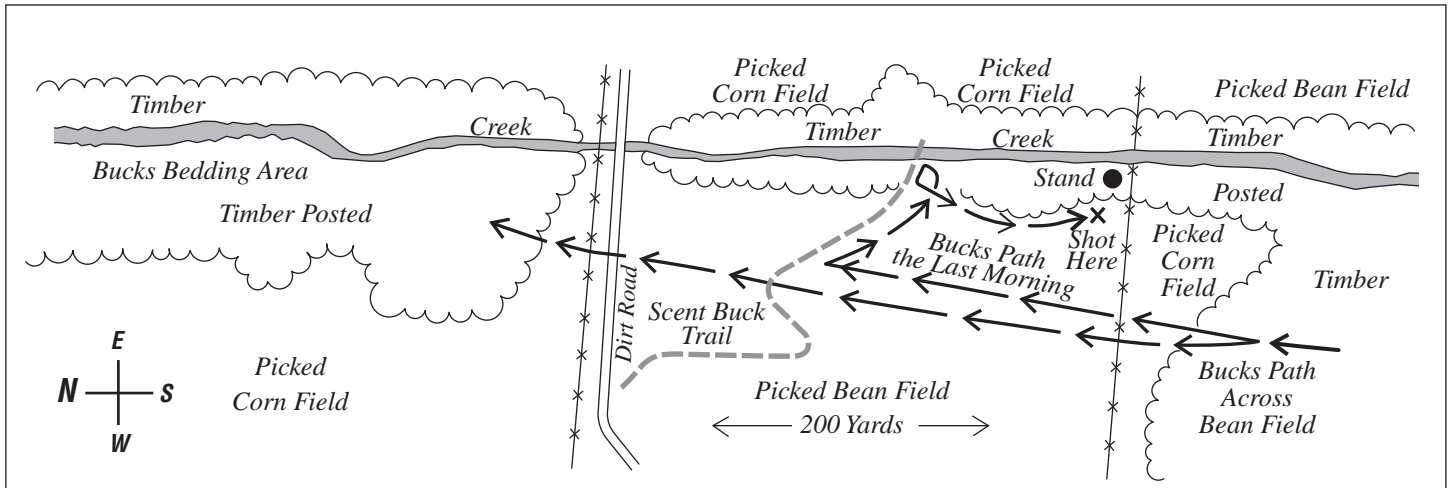 Picked
Corn Field
Picked
Corn Field
Picked Bean Field
Timber
Creek
Timber
Creek
Timber
Bucks Bedding Area
Stand
Posted
Timber Posted
Shot
Here
Picked
Corn
Field
Bucks Path
the Last Morning
Timber
Scent Buck
Trail
Dirt Road
E
N
S
W
Picked
Corn Field
Picked Bean Field
200 Yards
Bucks Path
Across
Bean Field